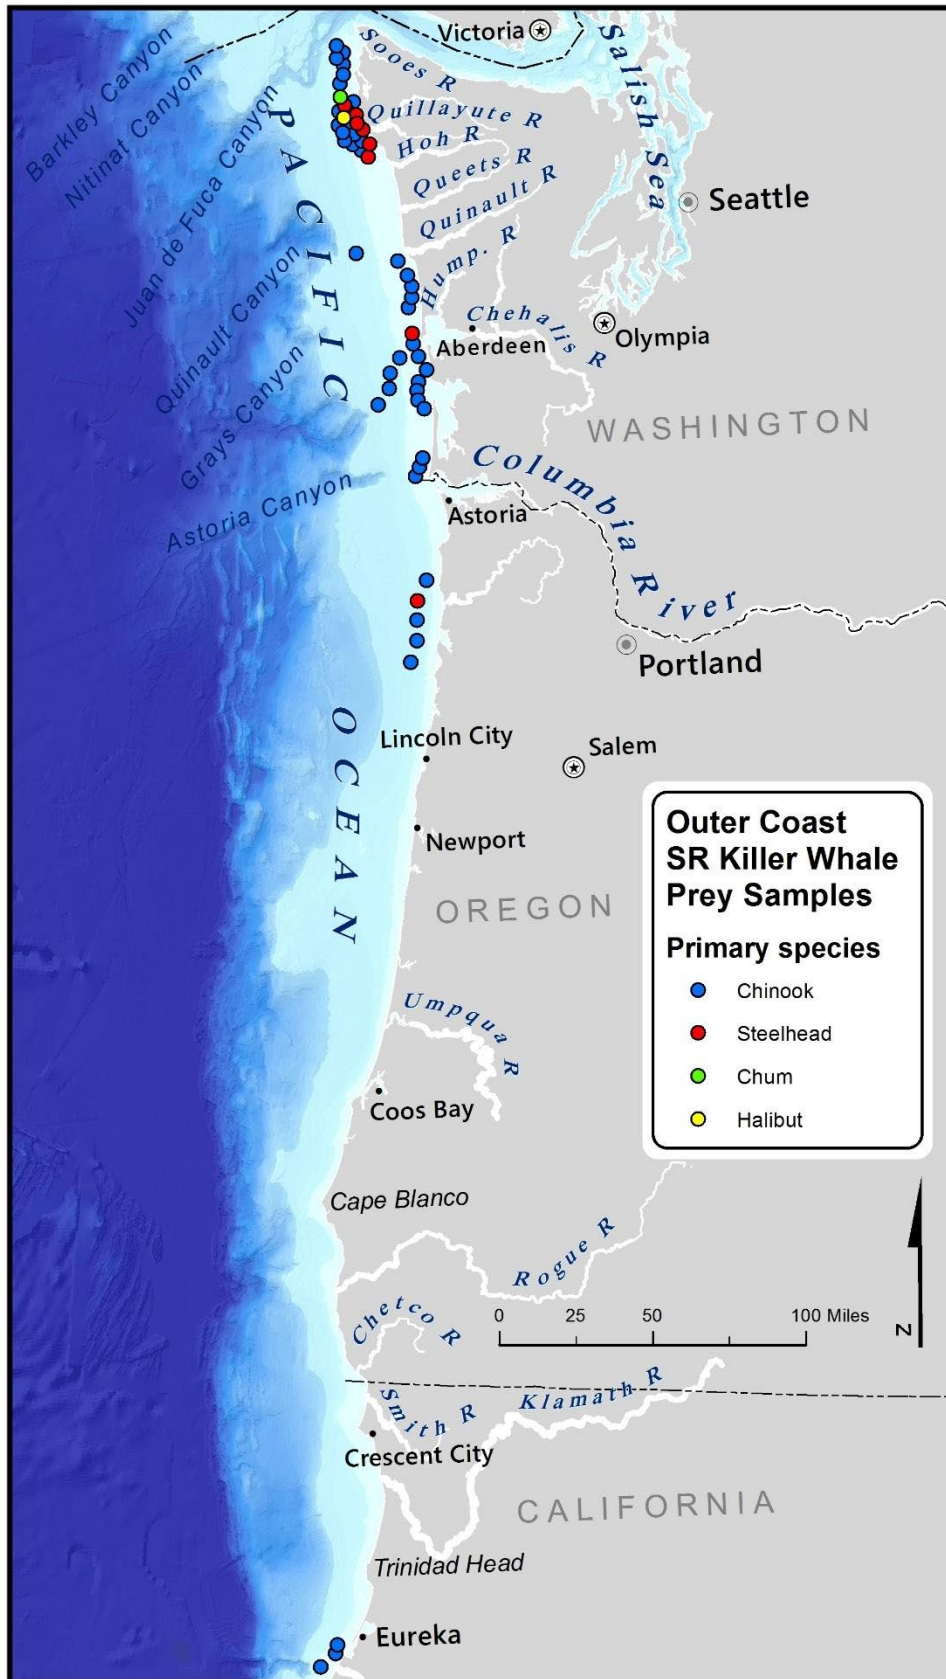 Victoria
Barkley Canyon
Nitinat Canyon
Juan de Fuca Canyon
Sooes R
Salish Sea
Quillayute R
Hoh R
Queets R
Seattle
Quinault R
Hump. R
PACIFIC
Quinault Canyon
Chehalis R
Olympia
Aberdeen
Grays Canyon
WASHINGTON
Astoria Canyon
Columbia River
Astoria
Portland
OCEAN
Lincoln City
Salem
Newport
OREGON
Outer Coast
SR Killer Whale
Prey Samples
Primary species
Chinook
Steelhead
Chum
Halibut
Umpqua R
Coos Bay
Cape Blanco
Rogue R
Chetco R
0 25 50 100 Miles
N
Smith R
Klamath R
Crescent City
CALIFORNIA
Trinidad Head
Eureka